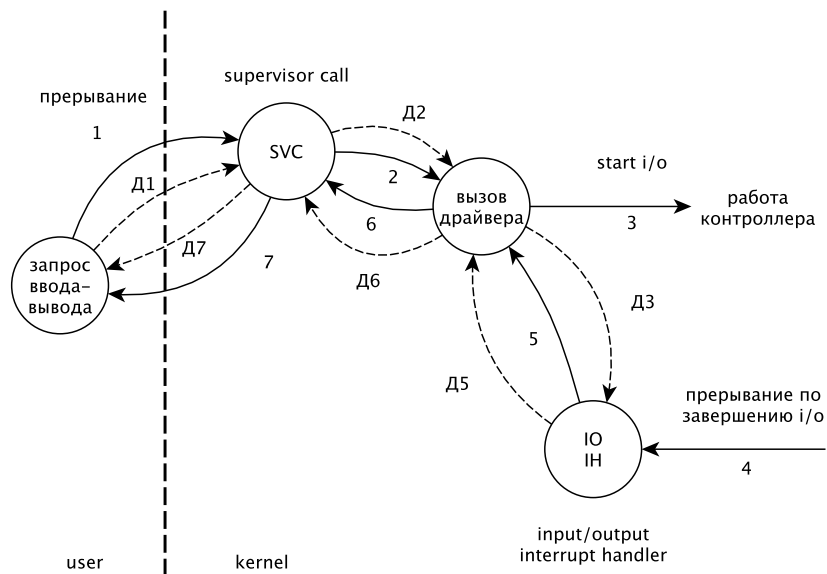 supervisor call
прерывание
Д2
1
SVC
start i/o
2
Д1
вызов
драйвера
работа
контроллера
3
6
Д7
7
запрос
ввода-
вывода
Д6
Д3
5
Д5
прерывание по
завершению i/o
IO
IH
4
input/output
interrupt handler
user
kernel